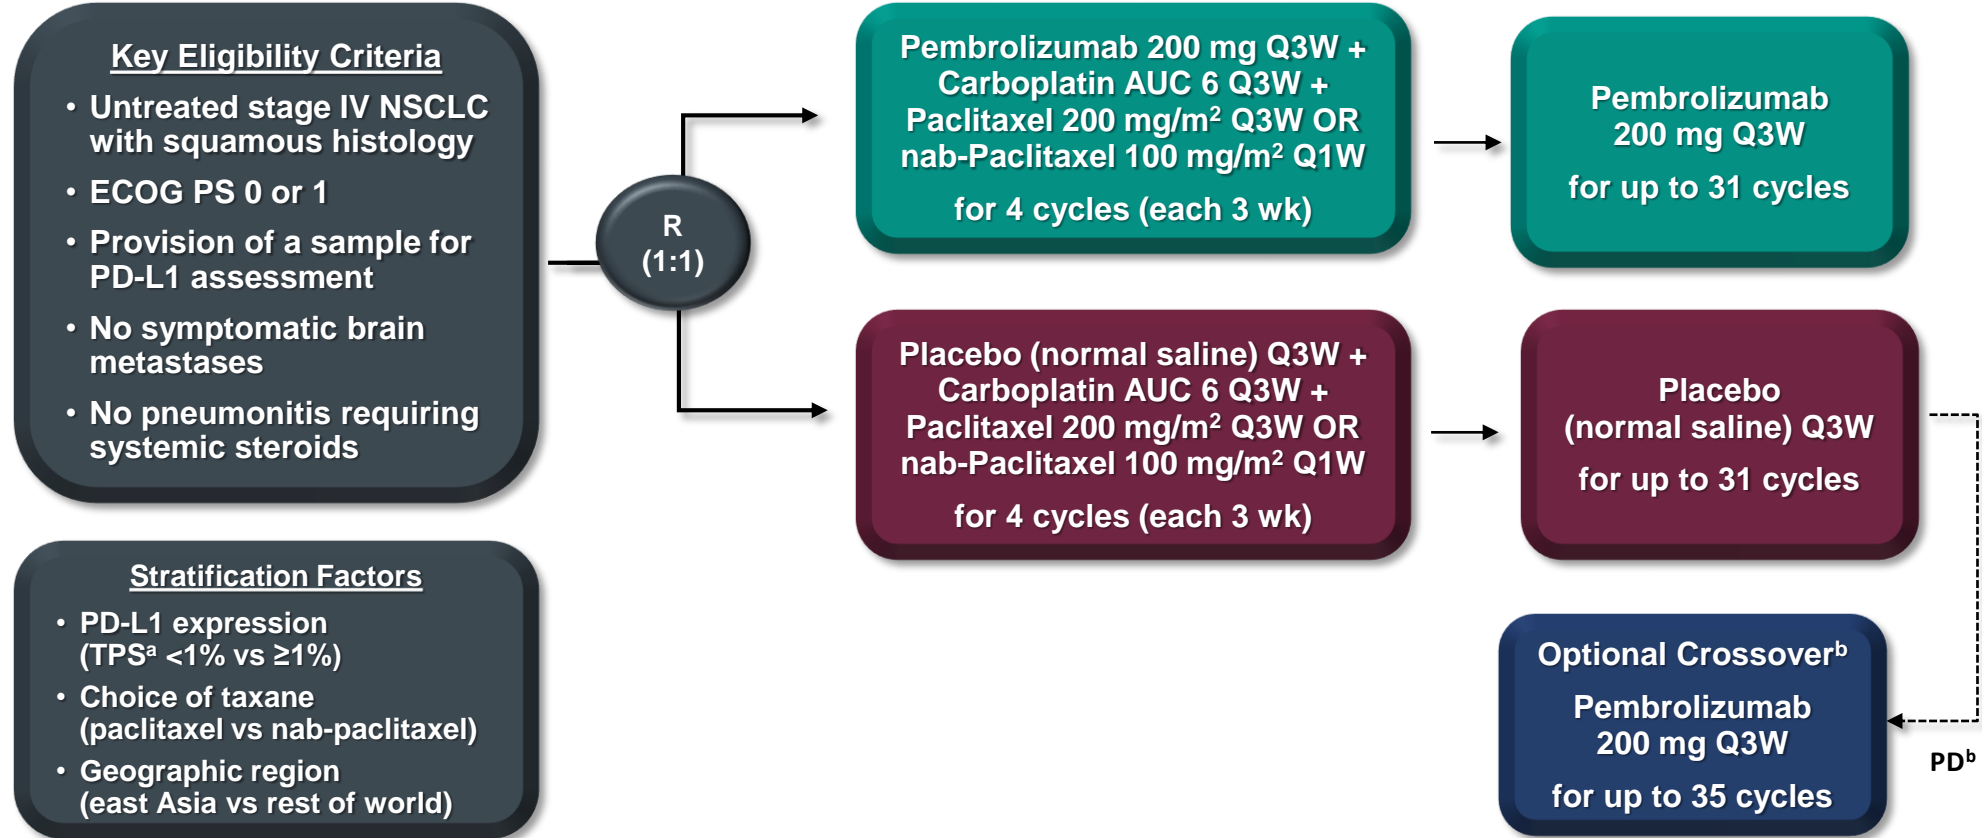 Key Eligibility Criteria
• Untreated stage IV NSCLC
with squamous histology
• ECOG PS 0 or 1
• Provision of a sample for
PD-L1 assessment
• No symptomatic brain
metastases
• No pneumonitis requiring
systemic steroids
Stratification Factors
• PD-L1 expression
(TPSᵃ <1% vs ≥1%)
• Choice of taxane
(paclitaxel vs nab-paclitaxel)
• Geographic region
(east Asia vs rest of world)
R
(1:1)
Pembrolizumab 200 mg Q3W +
Carboplatin AUC 6 Q3W +
Paclitaxel 200 mg/m² Q3W OR
nab-Paclitaxel 100 mg/m² Q1W
for 4 cycles (each 3 wk)
Pembrolizumab
200 mg Q3W
for up to 31 cycles
Placebo (normal saline) Q3W +
Carboplatin AUC 6 Q3W +
Paclitaxel 200 mg/m² Q3W OR
nab-Paclitaxel 100 mg/m² Q1W
for 4 cycles (each 3 wk)
Placebo
(normal saline) Q3W
for up to 31 cycles
Optional Crossoverᵇ
Pembrolizumab
200 mg Q3W
for up to 35 cycles
PDᵇ